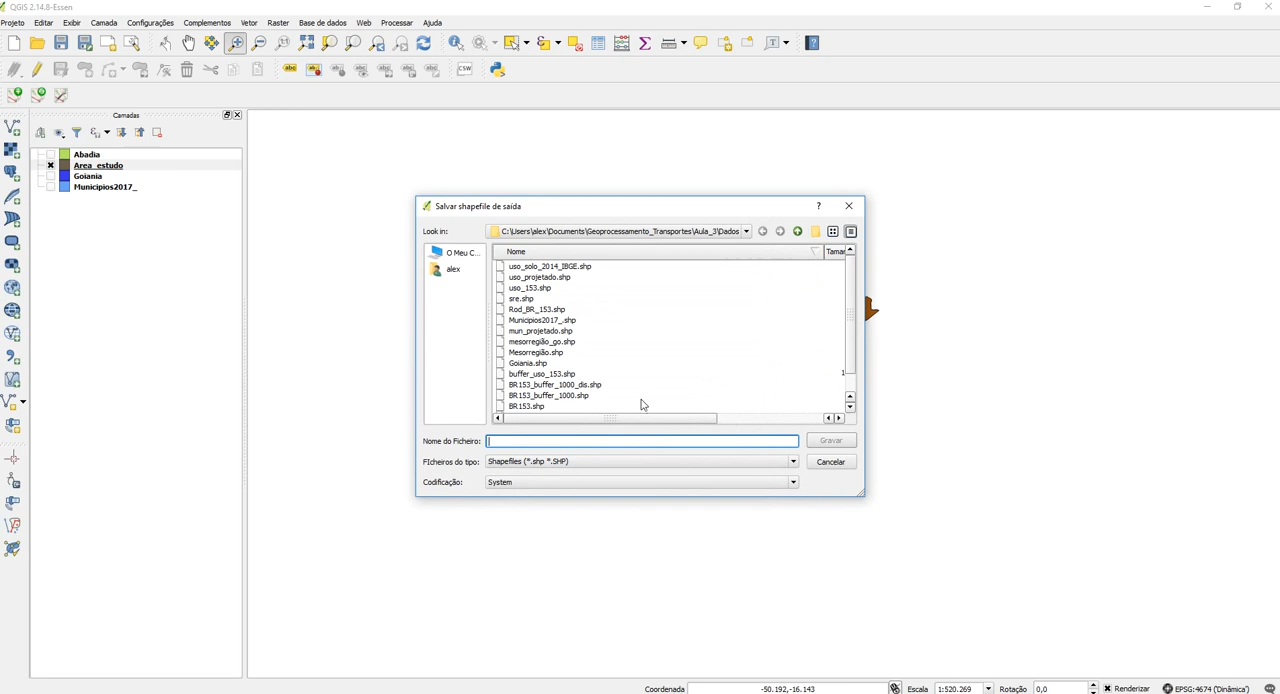 QGIS 2.14.8-Essen
Projeto Editar Exibir Camada Configurações Complementos Vetor Raster Base de dados Web Processar Ajuda
abc abc CSW
Camadas
Abadia
Area_estudo
Goiania
Municipios2017_
Salvar shapefile de saída
Look in: C:\Users\alex\Documents\Geoprocessamento_Transportes\Aula_3\Dados
O Meu C...
alex
Nome Tamar
uso_solo_2014_IBGE.shp
uso_projetado.shp
uso_153.shp
sre.shp
Rod_BR_153.shp
Municipios2017_.shp
mun_projetado.shp
mesorregião_go.shp
Mesorregião.shp
Goiania.shp
buffer_uso_153.shp 1
BR153_buffer_1000_dis.shp
BR153_buffer_1000.shp
BR153.shp
Nome do Ficheiro: Gravar
FIcheiros do tipo: Shapefiles (*.shp *.SHP) Cancelar
Codificação: System
Coordenada -50.192,-16.143 Escala 1:520.269 Rotação 0,0 Renderizar EPSG:4674 ('Dinâmica')